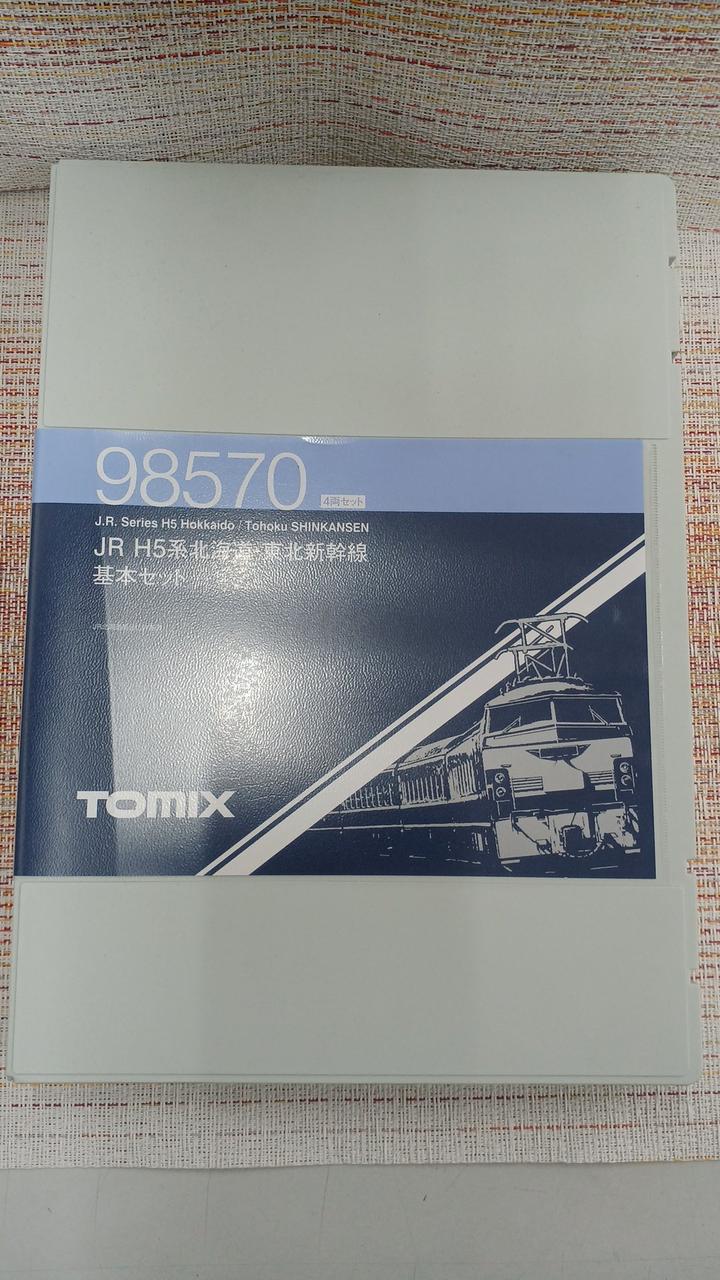 98570 4両セット
J.R. Series H5 Hokkaido / Tohoku SHINKANSEN
JR H5系北海道・東北新幹線
基本セット
TOMIX